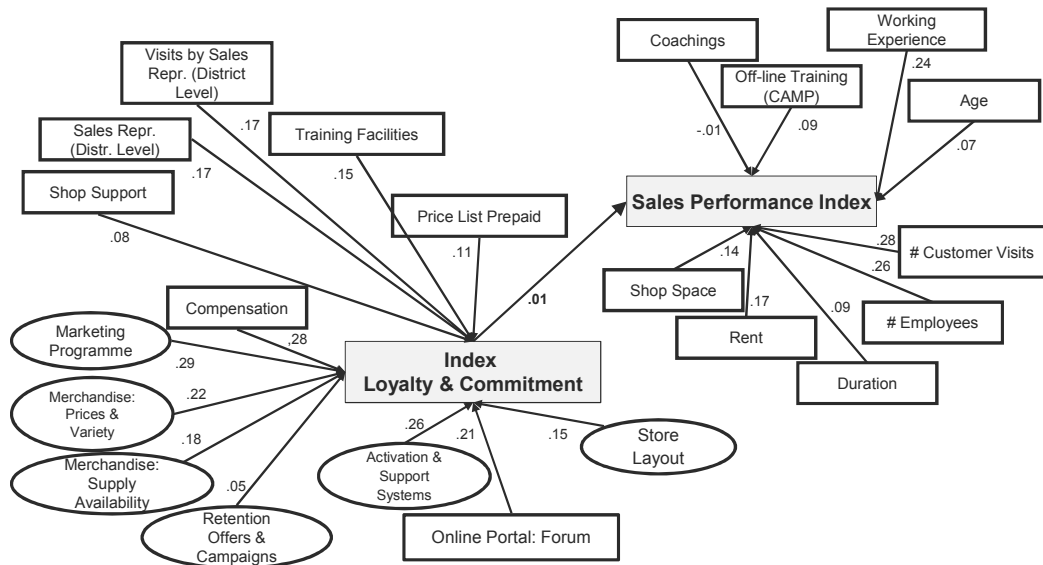 Visits by Sales
Repr. (District
Level)
Sales Repr.
(Distr. Level)
Shop Support
Training Facilities
Price List Prepaid
.17
.17
.15
.11
.08
Coachings
Working
Experience
Off-line Training
(CAMP)
Age
-.01
.09
.24
.07
Sales Performance Index
.14
.17
.09
.26
.28
# Customer Visits
Shop Space
Rent
# Employees
Duration
.01
Compensation
,28
Marketing
Programme
.29
Merchandise:
Prices &
Variety
.22
Merchandise:
Supply
Availability
.18
Retention
Offers &
Campaigns
.05
Index
Loyalty & Commitment
.26
.21
.15
Activation &
Support
Systems
Online Portal: Forum
Store
Layout